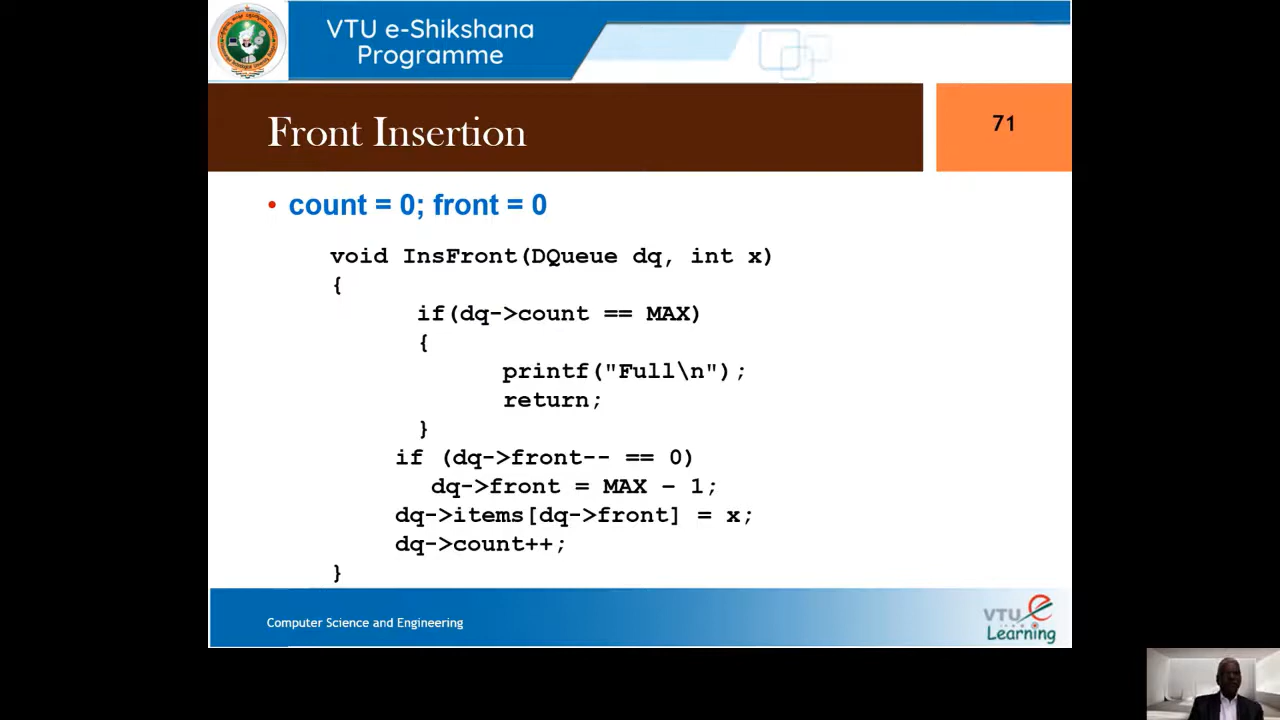 VTU e-Shikshana
Programme
Front Insertion
71
• count = 0; front = 0
void InsFront(DQueue dq, int x)
{
if(dq->count == MAX)
{
printf("Full\n");
return;
}
if (dq->front-- == 0)
dq->front = MAX – 1;
dq->items[dq->front] = x;
dq->count++;
}
Computer Science and Engineering
VTU e
Learning